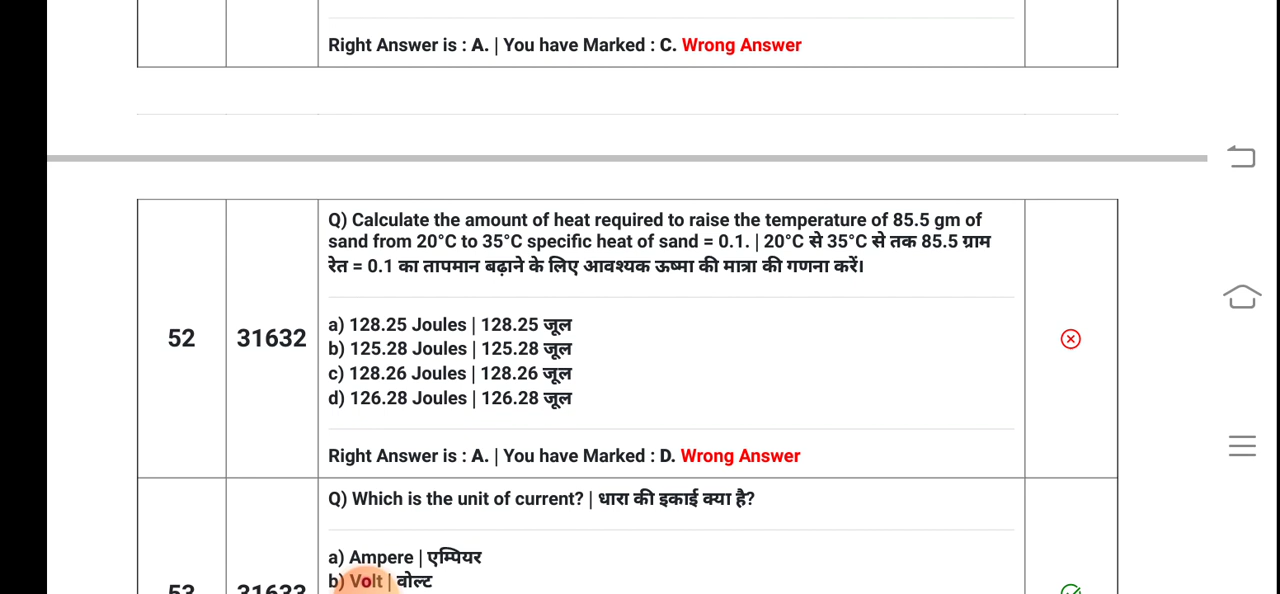 Right Answer is : A. | You have Marked : C. Wrong Answer
Q) Calculate the amount of heat required to raise the temperature of 85.5 gm of
sand from 20°C to 35°C specific heat of sand = 0.1. | 20°C से 35°C से तक 85.5 ग्राम
रेत = 0.1 का तापमान बढ़ाने के लिए आवश्यक ऊष्मा की मात्रा की गणना करें।
52
31632
a) 128.25 Joules | 128.25 जूल
b) 125.28 Joules | 125.28 जूल
c) 128.26 Joules | 128.26 जूल
d) 126.28 Joules | 126.28 जूल
Right Answer is : A. | You have Marked : D. Wrong Answer
Q) Which is the unit of current? | धारा की इकाई क्या है?
a) Ampere | एम्पियर
b) Volt | वोल्ट
53
31633